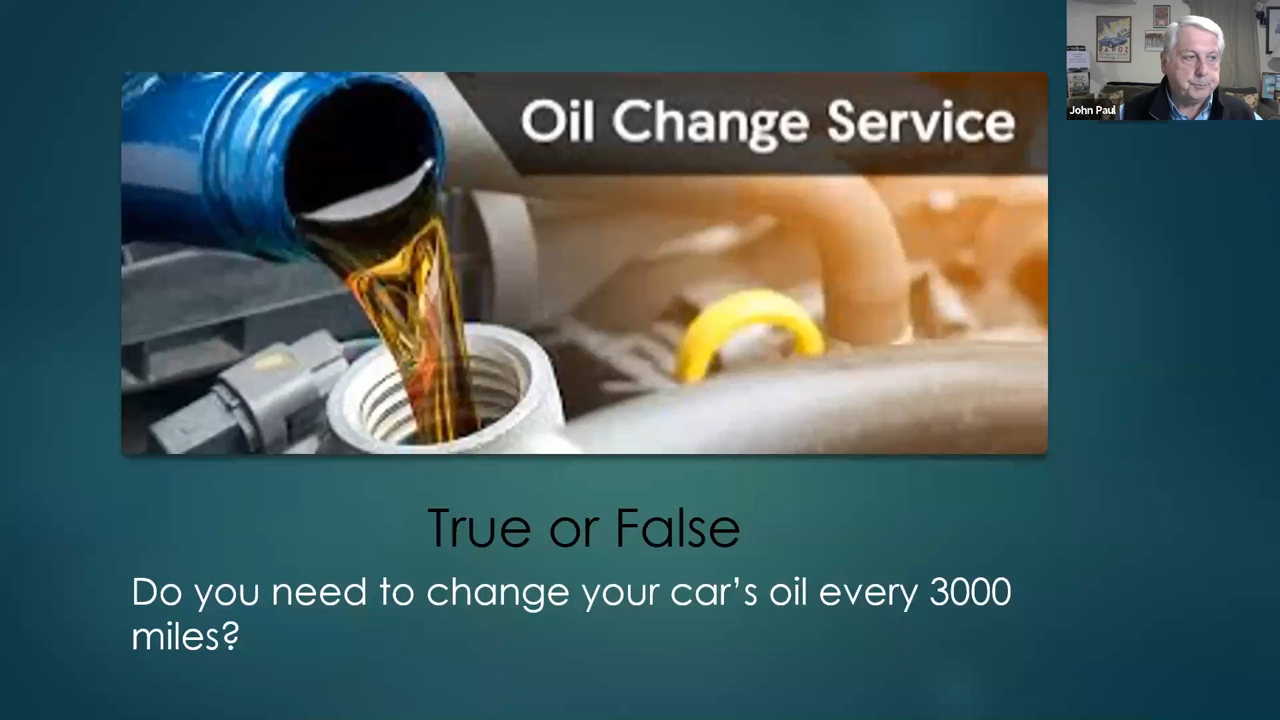 Oil Change Service
John Paul
True or False
Do you need to change your car's oil every 3000
miles?